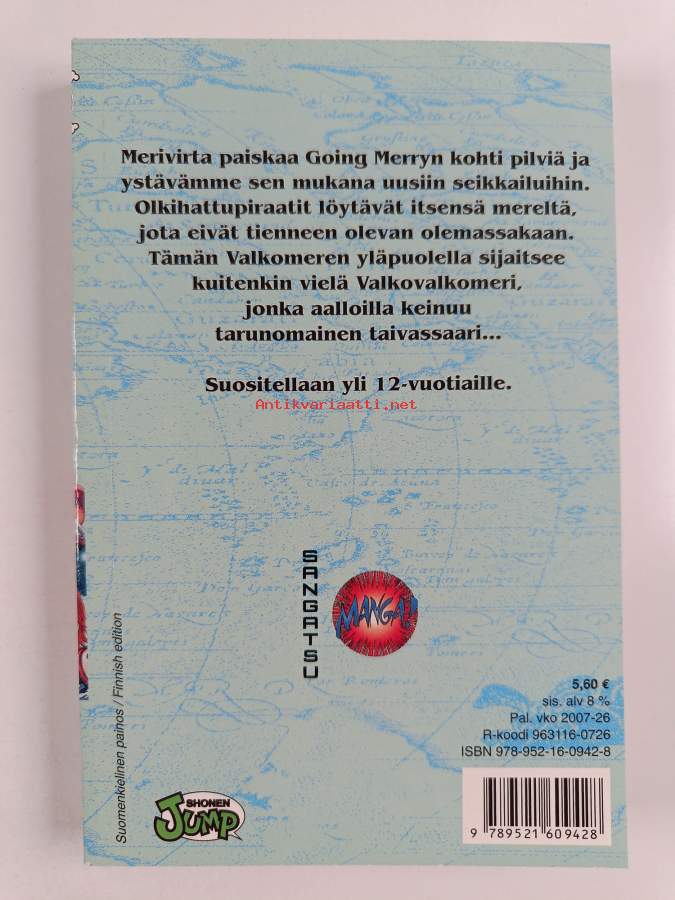 Merivirta paiskaa Going Merryn kohti pilviä ja
ystävämme sen mukana uusiin seikkailuihin.
Olkihattupiraatit löytävät itsensä mereltä,
jota eivät tienneen olevan olemassakaan.
Tämän Valkomeren yläpuolella sijaitsee
kuitenkin vielä Valkovalkomeri,
jonka aalloilla keinuu
tarunomainen taivassaari...
Suositellaan yli 12-vuotiaille.
Antikvariaatti.net
SANGATSU
MANGA!
Suomenkielinen painos / Finnish edition
5,60 €
sis. alv 8 %
Pal. vko 2007-26
R-koodi 963116-0726
ISBN 978-952-16-0942-8
9 789521 609428
SHONEN
JUMP